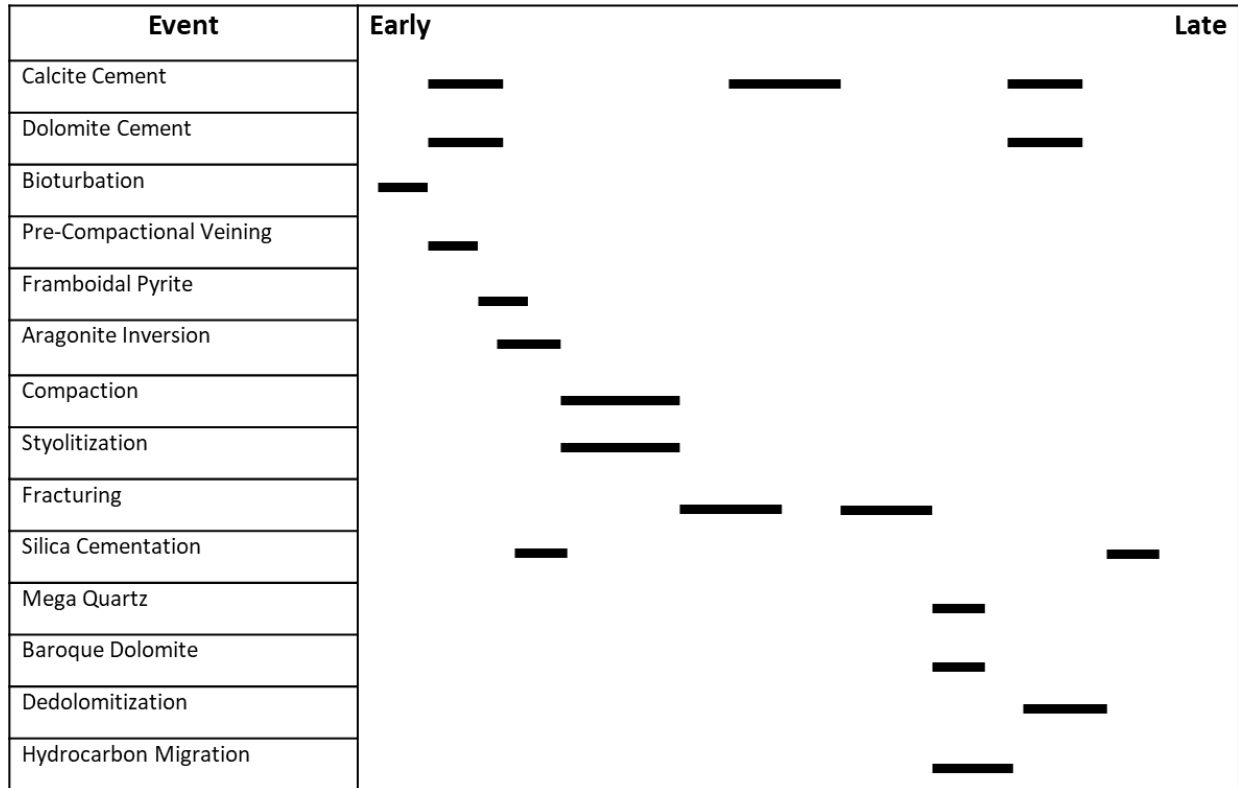 Event Early Late
Calcite Cement
Dolomite Cement
Bioturbation
Pre-Compactional Veining
Framboidal Pyrite
Aragonite Inversion
Compaction
Styolitization
Fracturing
Silica Cementation
Mega Quartz
Baroque Dolomite
Dedolomitization
Hydrocarbon Migration